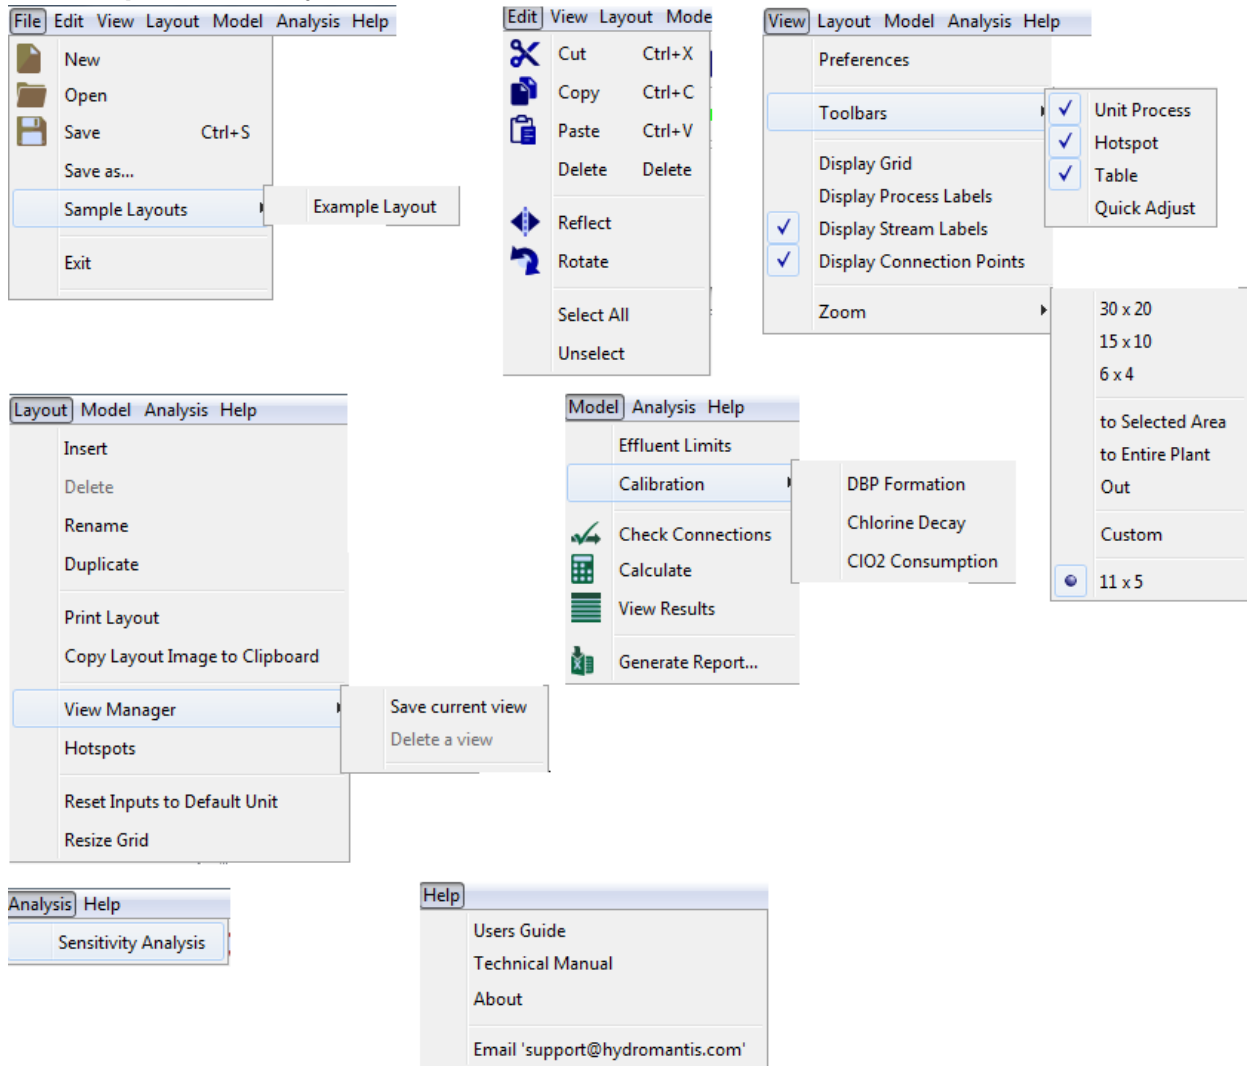 File Edit View Layout Model Analysis Help
New
Open
Save Ctrl+S
Save as...
Sample Layouts
Example Layout
Exit
Edit View Layout Mode
Cut Ctrl+X
Copy Ctrl+C
Paste Ctrl+V
Delete Delete
Reflect
Rotate
Select All
Unselect
View Layout Model Analysis Help
Preferences
Toolbars
Unit Process
Hotspot
Table
Quick Adjust
Display Grid
Display Process Labels
Display Stream Labels
Display Connection Points
Zoom
30 x 20
15 x 10
6 x 4
to Selected Area
to Entire Plant
Out
Custom
11 x 5
Layout Model Analysis Help
Insert
Delete
Rename
Duplicate
Print Layout
Copy Layout Image to Clipboard
View Manager
Save current view
Delete a view
Hotspots
Reset Inputs to Default Unit
Resize Grid
Model Analysis Help
Effluent Limits
Calibration
DBP Formation
Chlorine Decay
ClO2 Consumption
Check Connections
Calculate
View Results
Generate Report...
Analysis Help
Sensitivity Analysis
Help
Users Guide
Technical Manual
About
Email 'support@hydromantis.com'